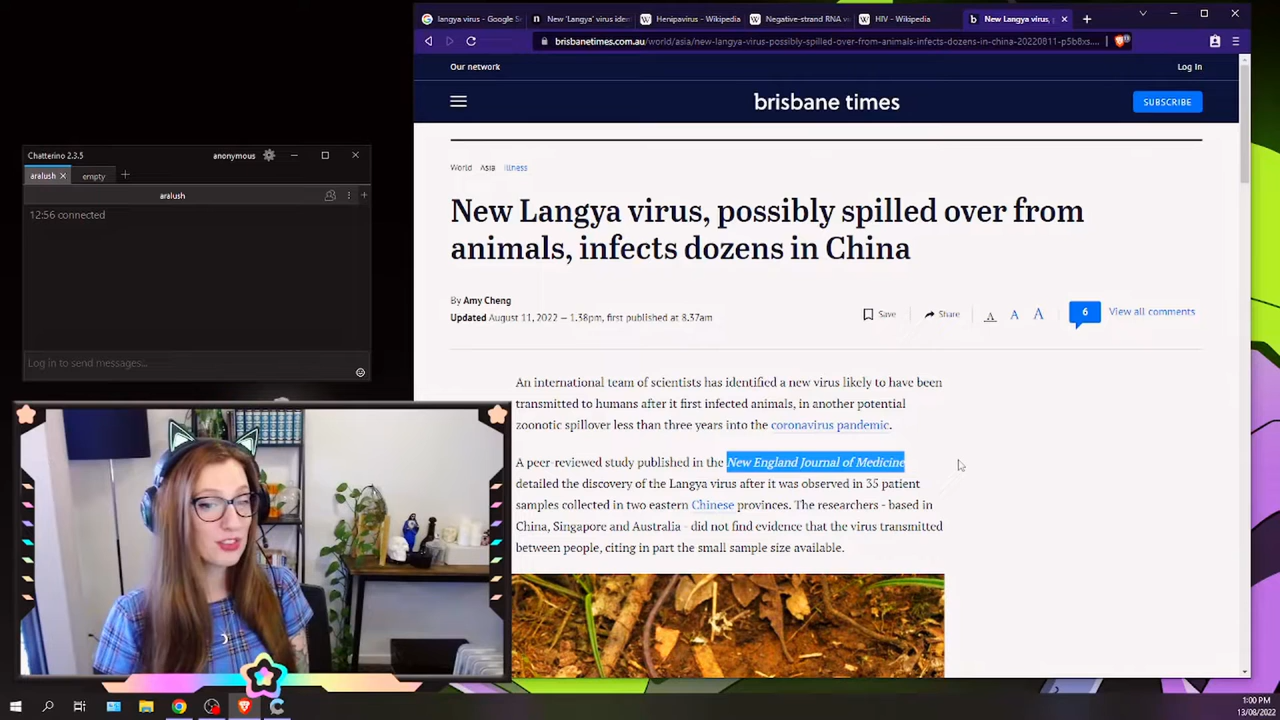 langya virus - Google S
New 'Langya' virus iden
Henipavirus - Wikipedia
Negative-strand RNA v
HIV - Wikipedia
New Langya virus,
brisbanetimes.com.au/world/asia/new-langya-virus-possibly-spilled-over-from-animals-infects-dozens-in-china-20220811-p5b8xs....
Our network
Log In
brisbane times
SUBSCRIBE
World Asia Illness
New Langya virus, possibly spilled over from
animals, infects dozens in China
By Amy Cheng
Updated August 11, 2022 — 1.38pm, first published at 8.37am
Save
Share
A A A
6
View all comments
An international team of scientists has identified a new virus likely to have been
transmitted to humans after it first infected animals, in another potential
zoonotic spillover less than three years into the coronavirus pandemic.
A peer-reviewed study published in the New England Journal of Medicine
detailed the discovery of the Langya virus after it was observed in 35 patient
samples collected in two eastern Chinese provinces. The researchers - based in
China, Singapore and Australia - did not find evidence that the virus transmitted
between people, citing in part the small sample size available.
Chatterino 2.3.5
anonymous
aralush
empty
aralush
12:56 connected
Log in to send messages...
1:00 PM
13/08/2022